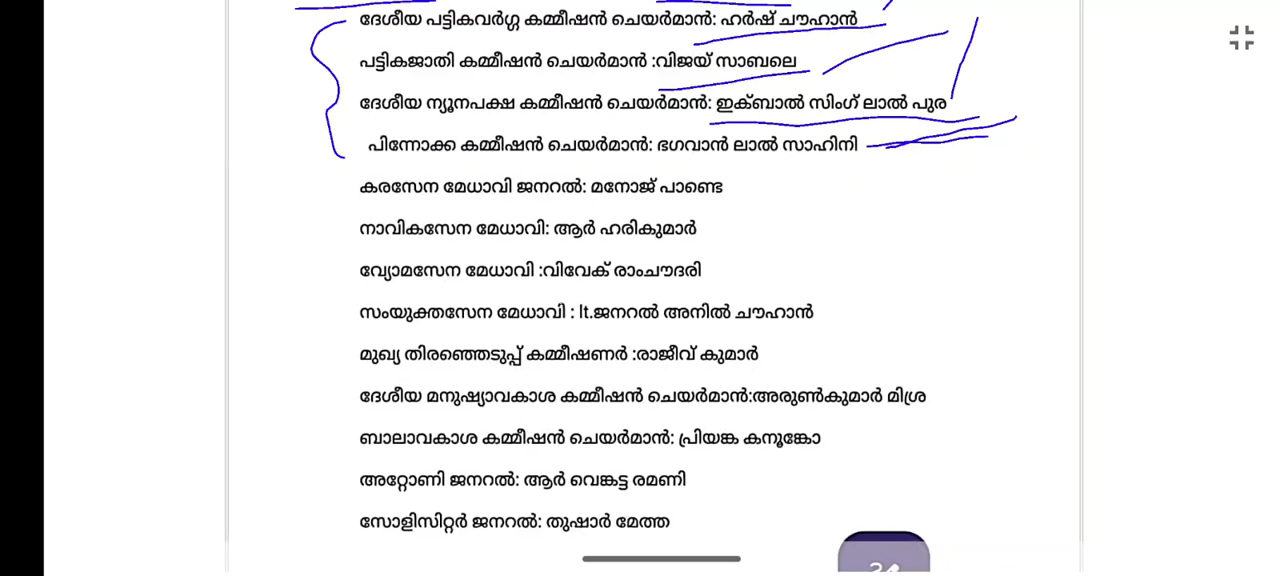 ദേശീയ പട്ടികവർഗ്ഗ കമ്മീഷൻ ചെയർമാൻ: ഹർഷ് ചൗഹാൻ
പട്ടികജാതി കമ്മീഷൻ ചെയർമാൻ :വിജയ് സാബലെ
ദേശീയ ന്യൂനപക്ഷ കമ്മീഷൻ ചെയർമാൻ: ഇക്ബാൽ സിംഗ് ലാൽ പുര
പിന്നോക്ക കമ്മീഷൻ ചെയർമാൻ: ഭഗവാൻ ലാൽ സാഹിനി
കരസേന മേധാവി ജനറൽ: മനോജ് പാണ്ടെ
നാവികസേന മേധാവി: ആർ ഹരികുമാർ
വ്യോമസേന മേധാവി :വിവേക് രാംചൗദരി
സംയുക്തസേന മേധാവി : lt.ജനറൽ അനിൽ ചൗഹാൻ
മുഖ്യ തിരഞ്ഞെടുപ്പ് കമ്മീഷണർ :രാജീവ് കുമാർ
ദേശീയ മനുഷ്യാവകാശ കമ്മീഷൻ ചെയർമാൻ:അരുൺകുമാർ മിശ്ര
ബാലാവകാശ കമ്മീഷൻ ചെയർമാൻ: പ്രിയങ്ക കനൂങ്കോ
അറ്റോണി ജനറൽ: ആർ വെങ്കട്ട രമണി
സോളിസിറ്റർ ജനറൽ: തുഷാർ മേത്ത